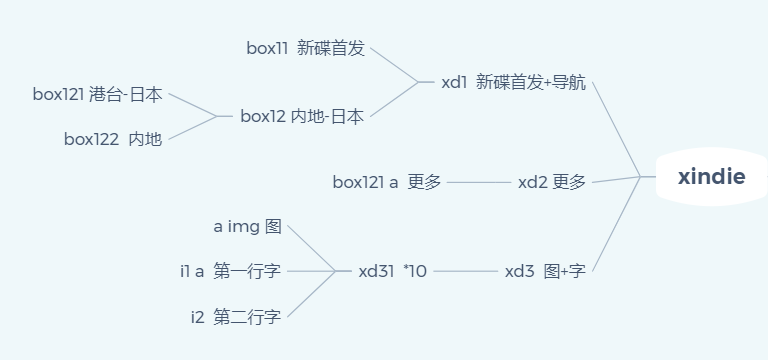 box11 新碟首发
xd1 新碟首发+导航
box121 港台-日本
box12 内地-日本
box122 内地
xindie
box121 a 更多
xd2 更多
a img 图
i1 a 第一行字
xd31 *10
xd3 图+字
i2 第二行字